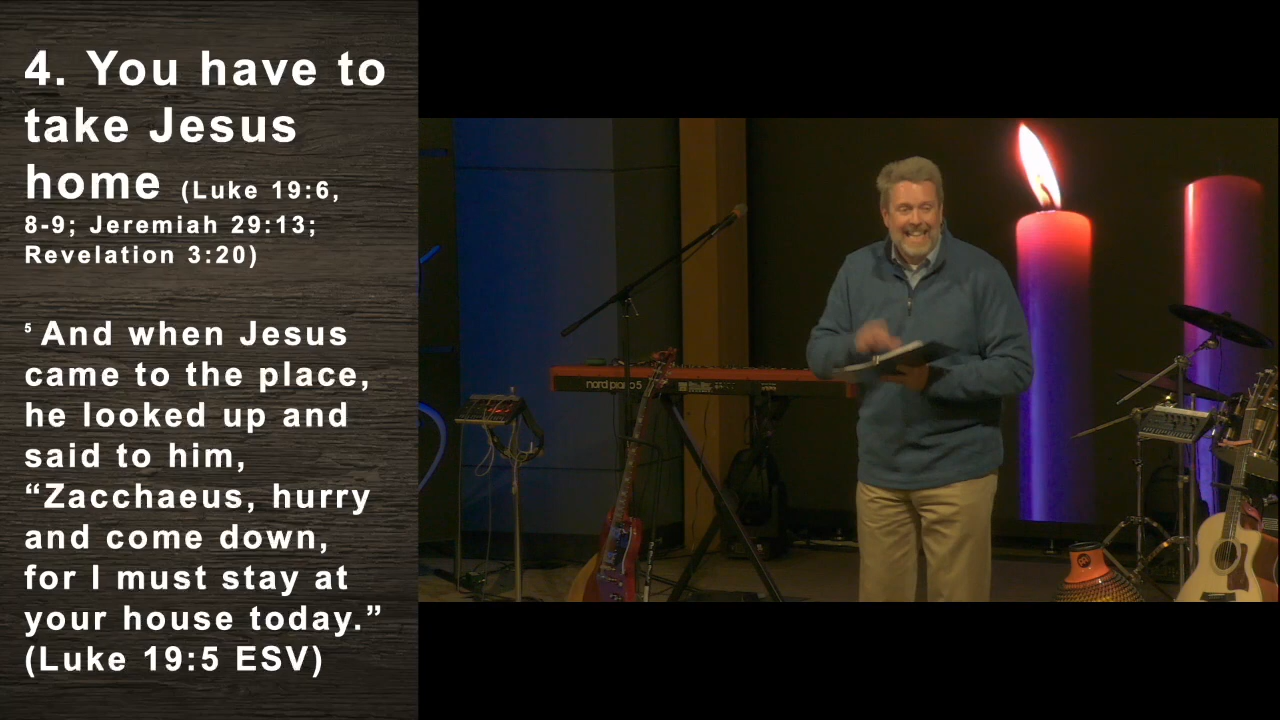 4. You have to
take Jesus
home (Luke 19:6,
8-9; Jeremiah 29:13;
Revelation 3:20)
⁵ And when Jesus
came to the place,
he looked up and
said to him,
“Zacchaeus, hurry
and come down,
for I must stay at
your house today.”
(Luke 19:5 ESV)
nord piano 5